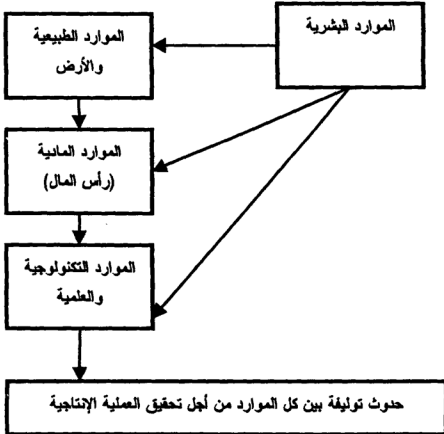 الموارد البشرية
الموارد الطبيعية
والأرض
الموارد المادية
(رأس المال)
الموارد التكنولوجية
والعلمية
حدوث توليفة بين كل الموارد من أجل تحقيق العملية الإنتاجية